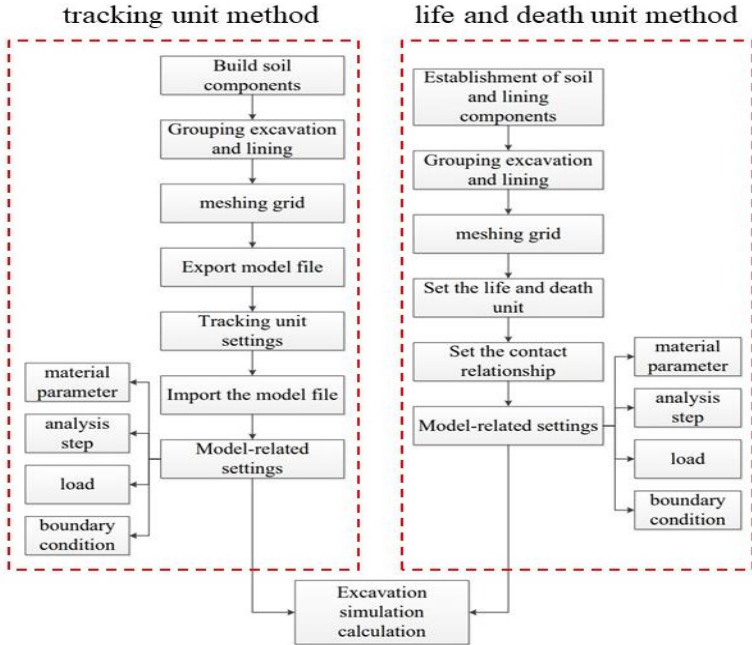 tracking unit method
Build soil
components
Grouping excavation
and lining
meshing grid
Export model file
Tracking unit
settings
Import the model file
Model-related
settings
material
parameter
analysis
step
load
boundary
condition
life and death unit method
Establishment of soil
and lining
components
Grouping excavation
and lining
meshing grid
Set the life and death
unit
Set the contact
relationship
Model-related settings
material
parameter
analysis
step
load
boundary
condition
Excavation
simulation
calculation